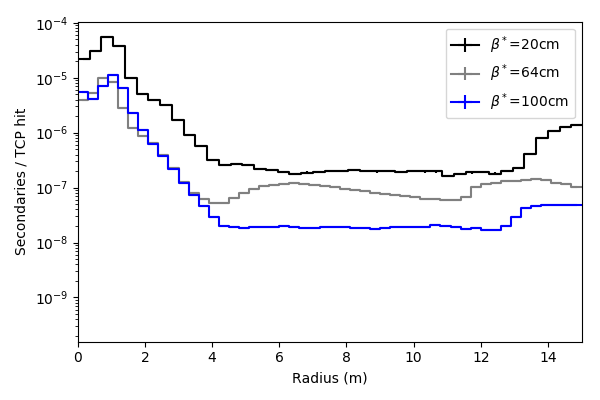 10⁻⁴
10⁻⁵
10⁻⁶
10⁻⁷
10⁻⁸
10⁻⁹
Secondaries / TCP hit
β*=20cm
β*=64cm
β*=100cm
0 2 4 6 8 10 12 14
Radius (m)